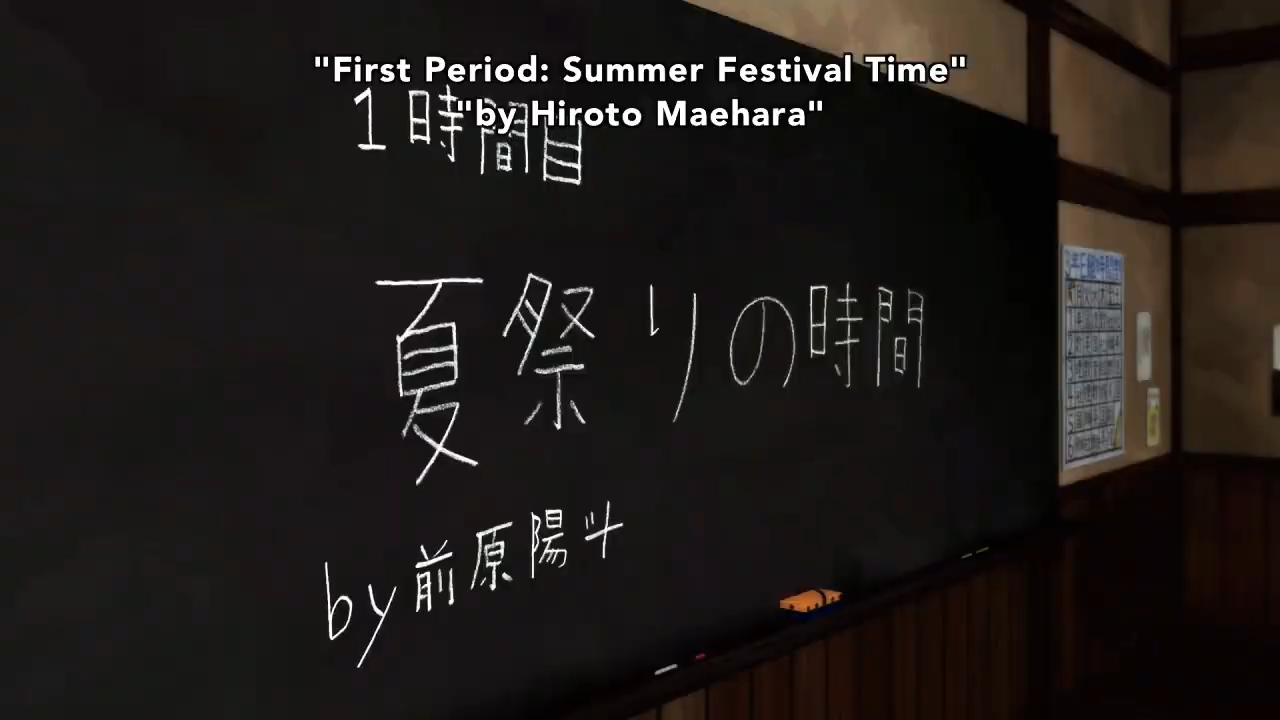 "First Period: Summer Festival Time"
"by Hiroto Maehara"
1時間目
夏祭りの時間
by前原陽斗